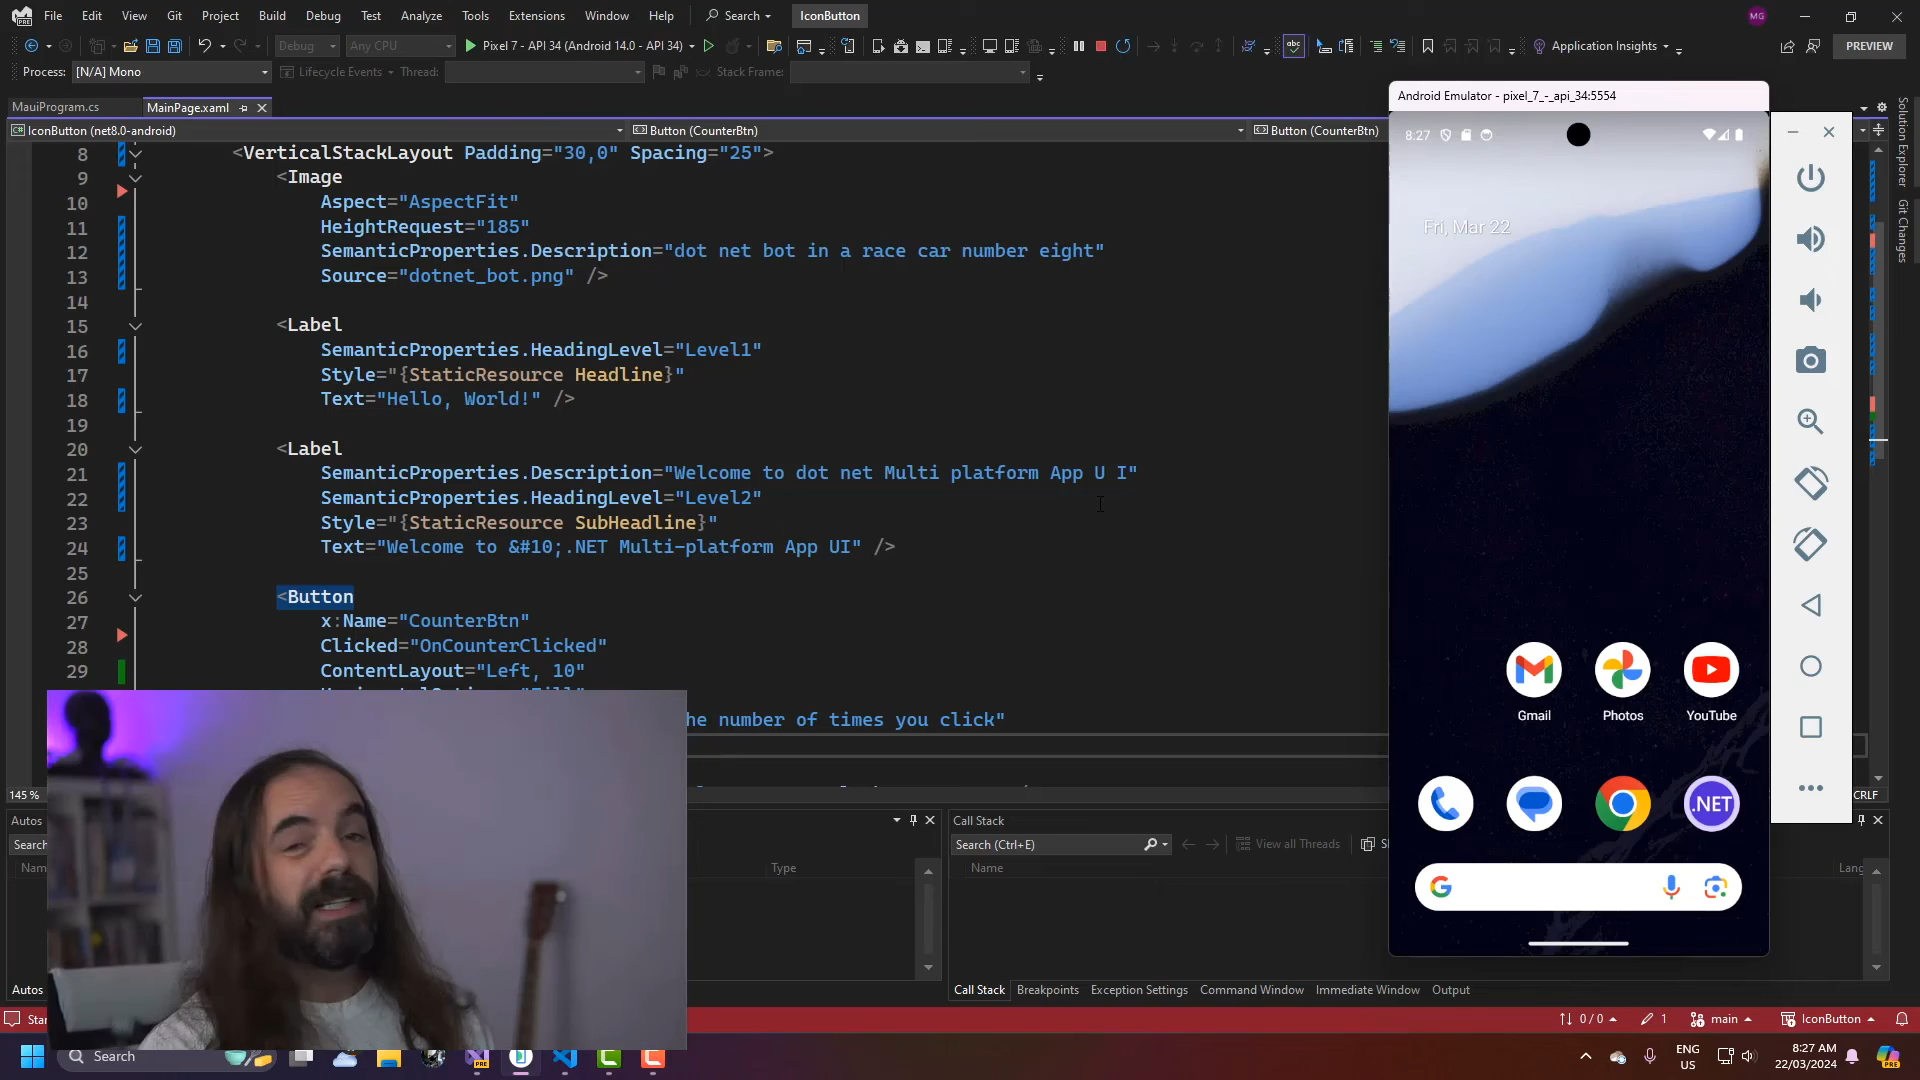 File Edit View Git Project Build Debug Test Analyze Tools Extensions Window Help Search IconButton MG
Debug Any CPU Pixel 7 - API 34 (Android 14.0 - API 34) Application Insights PREVIEW
Process: [N/A] Mono Lifecycle Events Thread: Stack Frame:
MauiProgram.cs MainPage.xaml
IconButton (net8.0-android) Button (CounterBtn) Button (CounterBtn)
8 <VerticalStackLayout Padding="30,0" Spacing="25">
9 <Image
10 Aspect="AspectFit"
11 HeightRequest="185"
12 SemanticProperties.Description="dot net bot in a race car number eight"
13 Source="dotnet_bot.png" />
14
15 <Label
16 SemanticProperties.HeadingLevel="Level1"
17 Style="{StaticResource Headline}"
18 Text="Hello, World!" />
19
20 <Label
21 SemanticProperties.Description="Welcome to dot net Multi platform App U I"
22 SemanticProperties.HeadingLevel="Level2"
23 Style="{StaticResource SubHeadline}"
24 Text="Welcome to &#10;.NET Multi-platform App UI" />
25
26 <Button
27 x:Name="CounterBtn"
28 Clicked="OnCounterClicked"
29 ContentLayout="Left, 10"
he number of times you click"
145 % CRLF
Solution Explorer
Git Changes
Android Emulator - pixel_7_-_api_34:5554
8:27
Fri, Mar 22
Gmail Photos YouTube
.NET
Autos
Search
Type
Autos
Call Stack
Search (Ctrl+E) View all Threads
Name Lang
Call Stack Breakpoints Exception Settings Command Window Immediate Window Output
0 / 0 1 main IconButton
Search
ENG
US
8:27 AM
22/03/2024